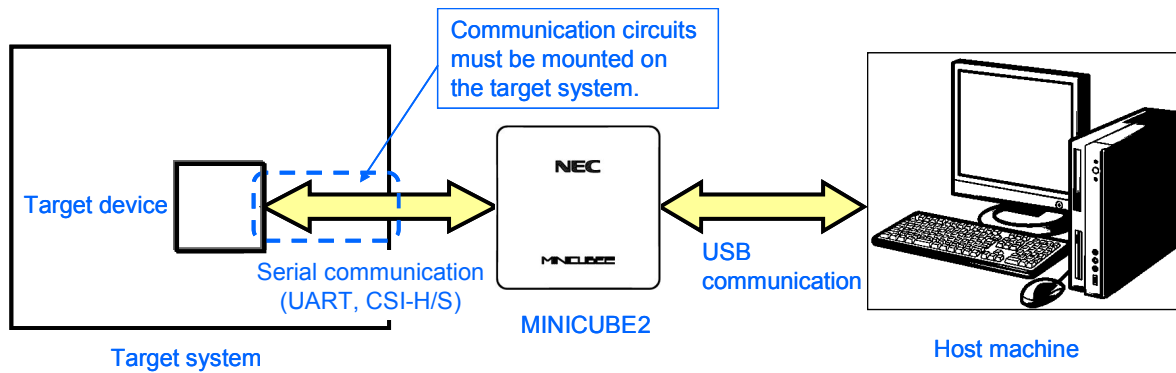 Communication circuits
must be mounted on
the target system.
NEC
Target device
MINICUBE2
USB
communication
Serial communication
(UART, CSI-H/S)
MINICUBE2
Host machine
Target system